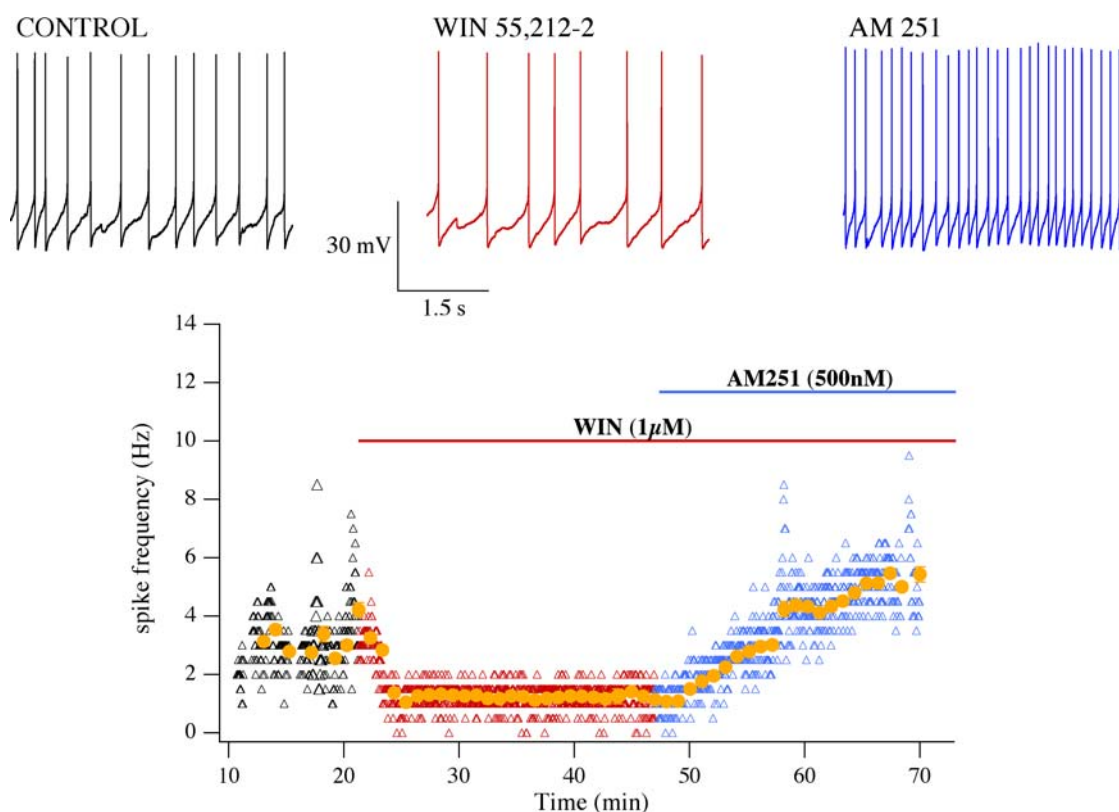 CONTROL
WIN 55,212-2
AM 251
30 mV
1.5 s
14
12
10
8
6
4
2
0
spike frequency (Hz)
AM251 (500nM)
WIN (1µM)
10 20 30 40 50 60 70
Time (min)